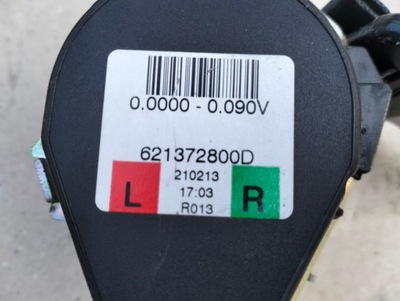 0.0000 - 0.090V
621372800D
L 210213 R
17:03
R013